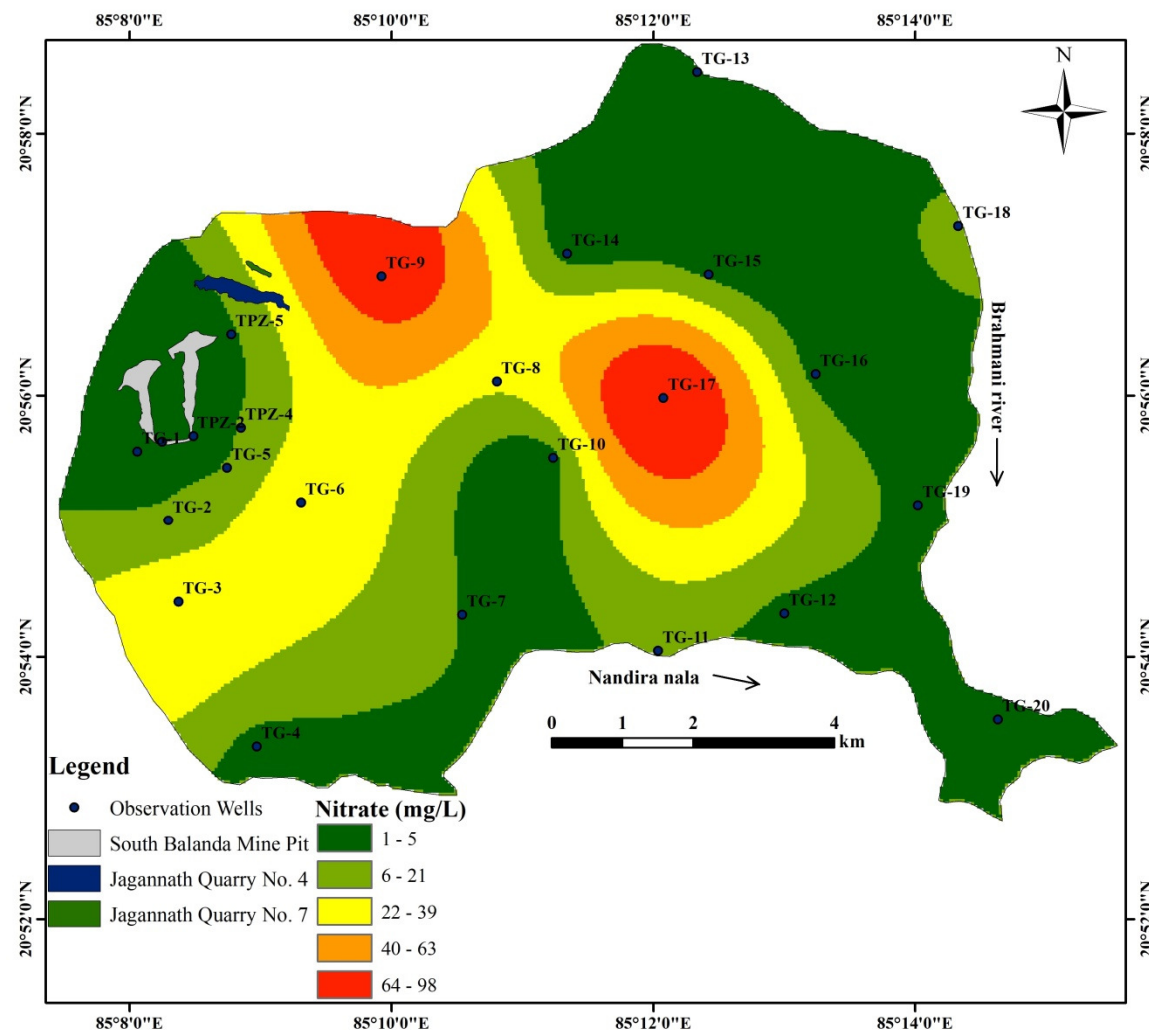 85°8'0"E 85°10'0"E 85°12'0"E 85°14'0"E
TG-13
N
20°58'0"N
20°58'0"N
TG-18
TG-14
TG-9
TG-15
TPZ-5
Brahmani river
TG-8
TG-16
20°56'0"N
20°56'0"N
TG-17
TPZ-4
TPZ-3
TG-1
TG-10
TG-5
TG-6
TG-19
TG-2
TG-3
TG-7
TG-12
TG-11
20°54'0"N
20°54'0"N
Nandira nala
TG-20
0 1 2 4
km
TG-4
Legend
Observation Wells
South Balanda Mine Pit
Jagannath Quarry No. 4
Jagannath Quarry No. 7
Nitrate (mg/L)
1 - 5
6 - 21
22 - 39
40 - 63
64 - 98
20°52'0"N
20°52'0"N
85°8'0"E 85°10'0"E 85°12'0"E 85°14'0"E